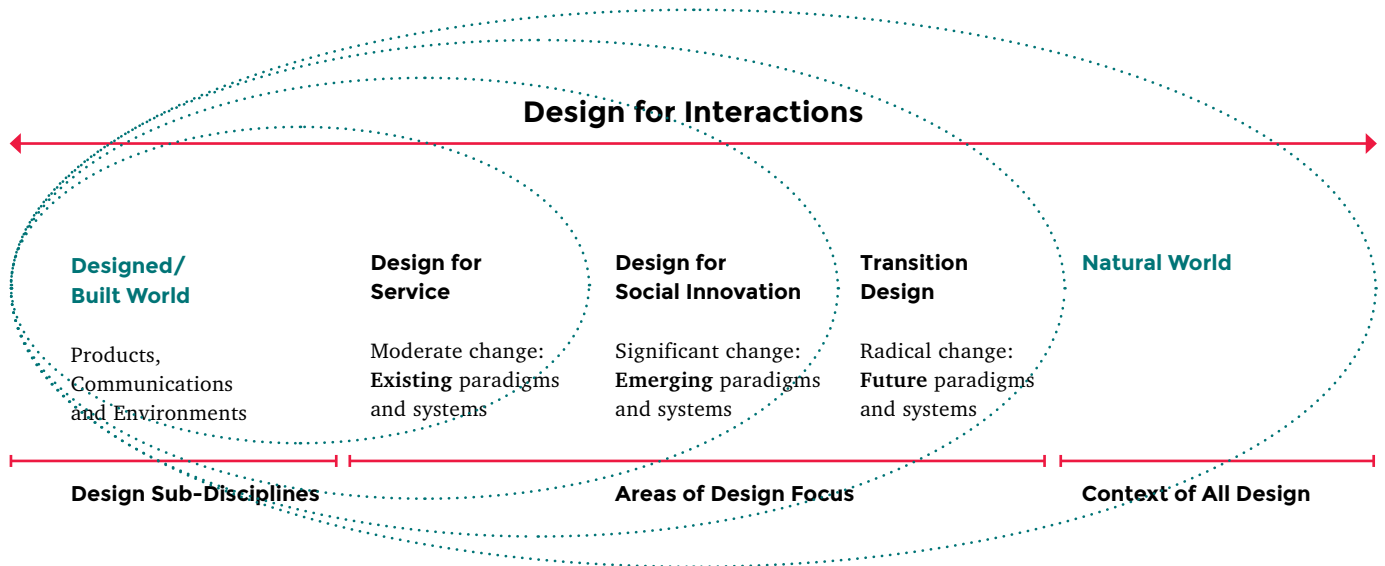 Design for Interactions
Designed/
Built World
Products,
Communications
and Environments
Design for
Service
Moderate change:
Existing paradigms
and systems
Design for
Social Innovation
Significant change:
Emerging paradigms
and systems
Transition
Design
Radical change:
Future paradigms
and systems
Natural World
Design Sub-Disciplines
Areas of Design Focus
Context of All Design